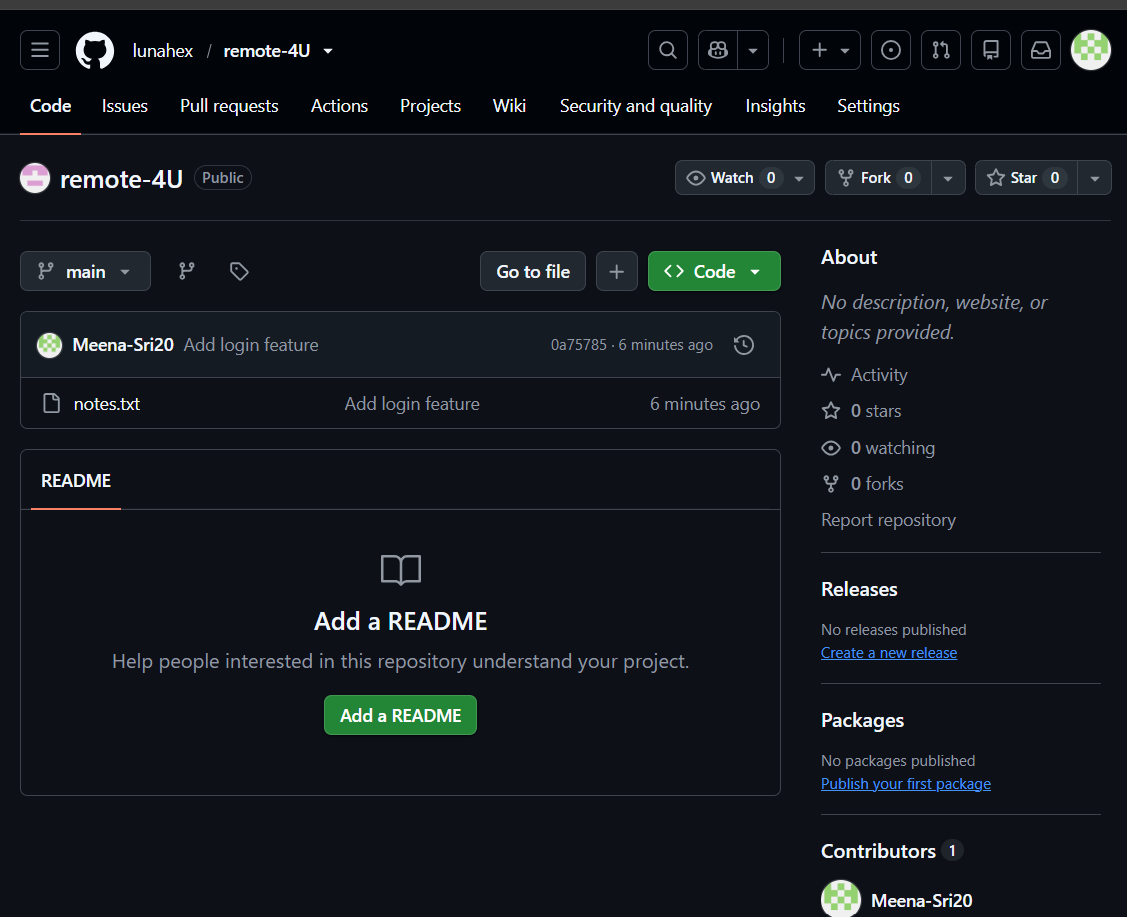 lunahex / remote-4U
Code Issues Pull requests Actions Projects Wiki Security and quality Insights Settings
remote-4U Public
Watch 0 Fork 0 Star 0
main Go to file Code
Meena-Sri20 Add login feature 0a75785 · 6 minutes ago
notes.txt Add login feature 6 minutes ago
README
Add a README
Help people interested in this repository understand your project.
Add a README
About
No description, website, or
topics provided.
Activity
0 stars
0 watching
0 forks
Report repository
Releases
No releases published
Create a new release
Packages
No packages published
Publish your first package
Contributors 1
Meena-Sri20